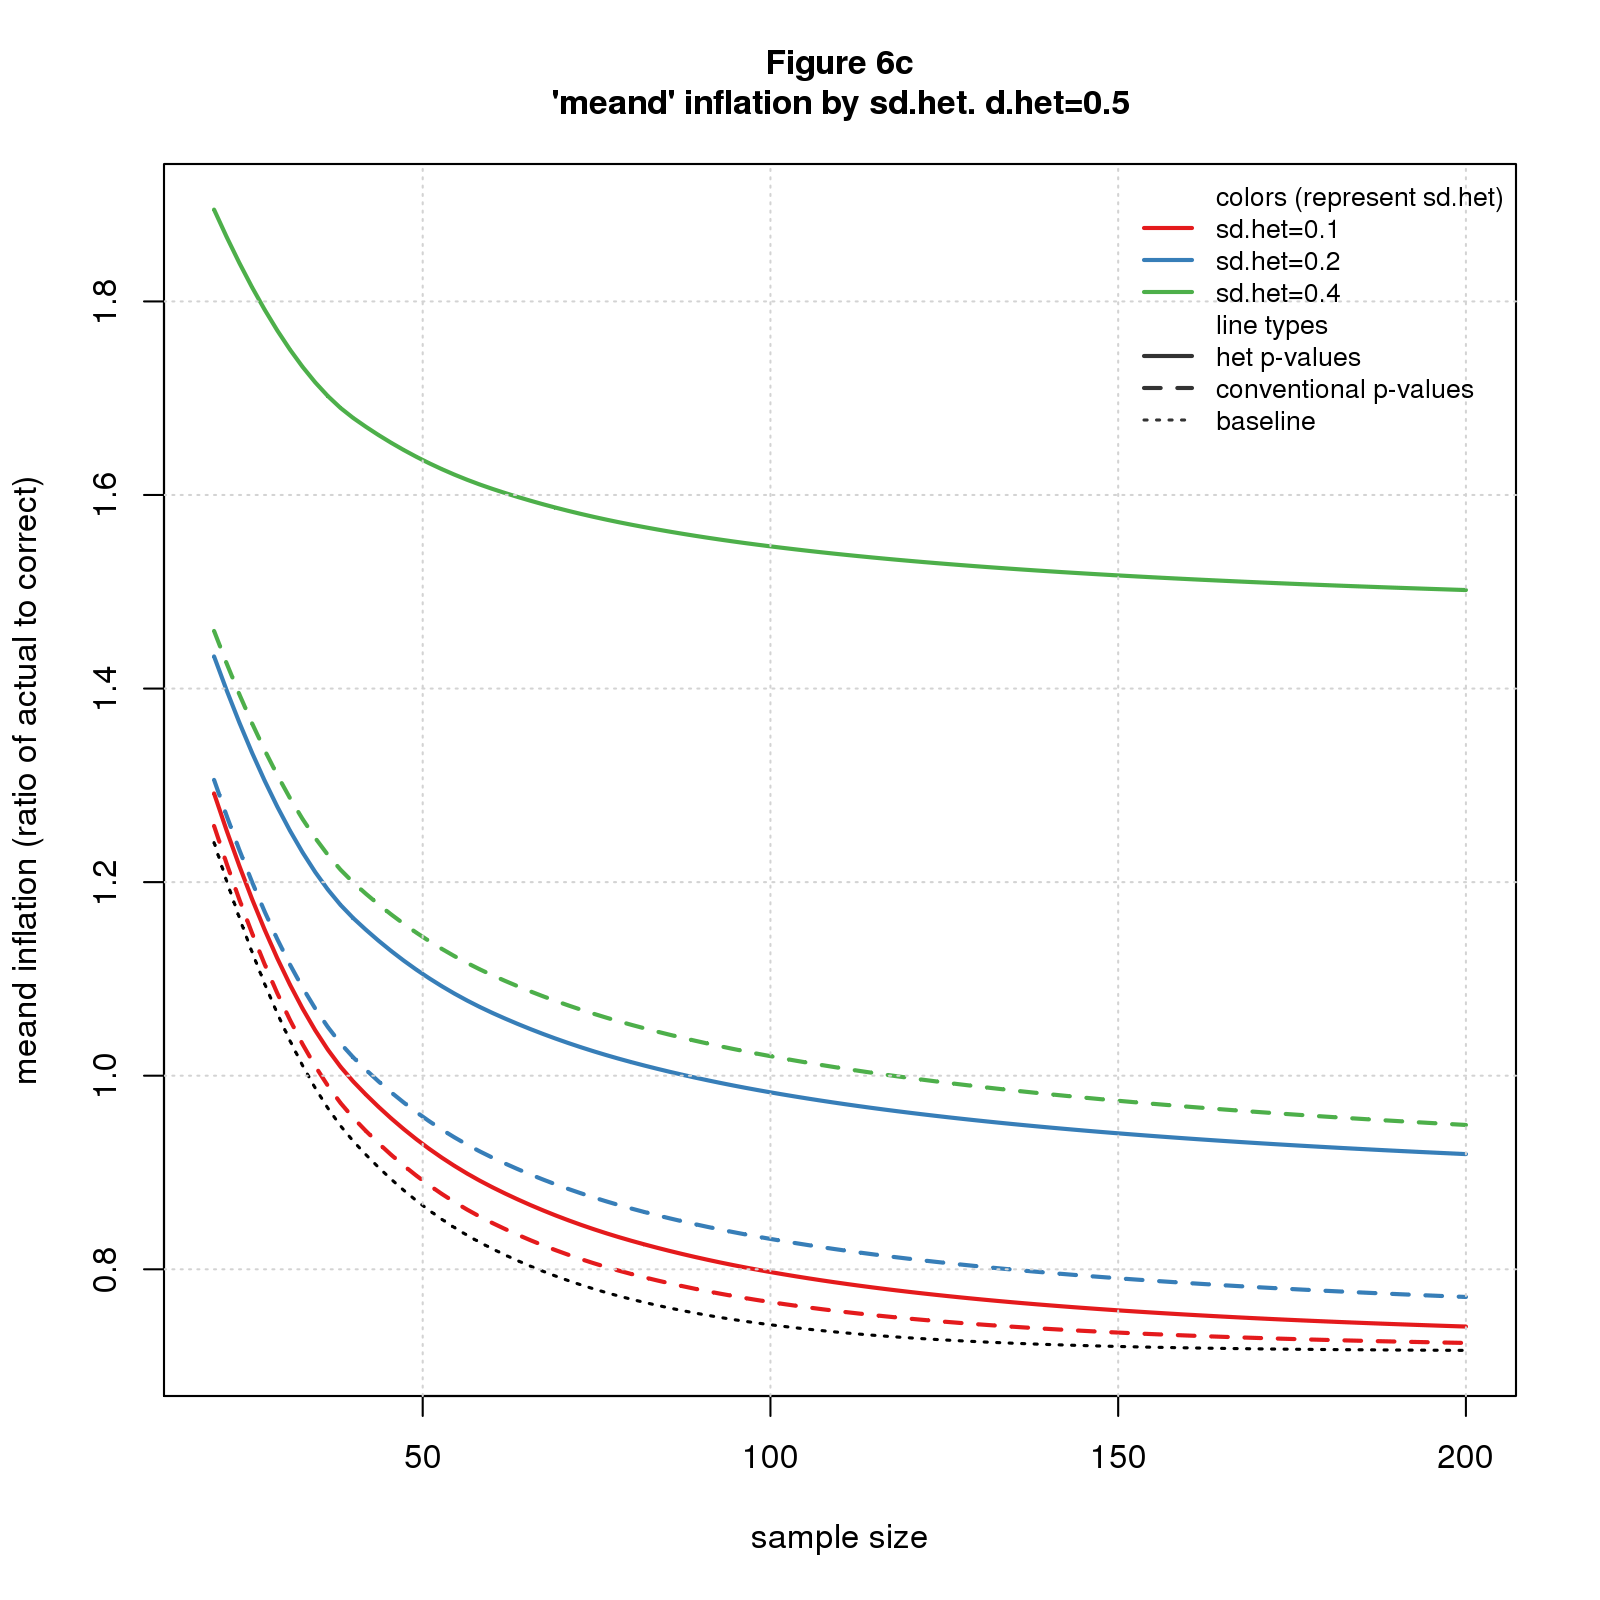 Figure 6c
'meand' inflation by sd.het. d.het=0.5
colors (represent sd.het)
sd.het=0.1
sd.het=0.2
sd.het=0.4
line types
het p-values
conventional p-values
baseline
meand inflation (ratio of actual to correct)
1.8
1.6
1.4
1.2
1.0
0.8
50
100
150
200
sample size